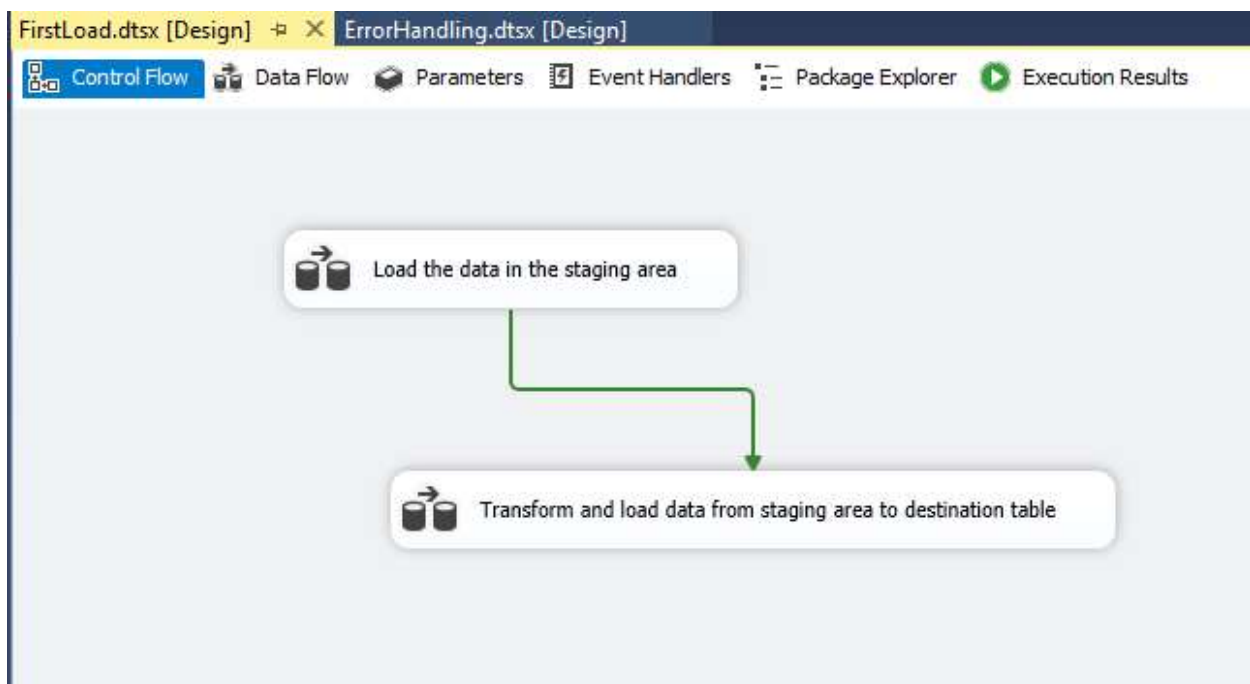 FirstLoad.dtsx [Design] ErrorHandling.dtsx [Design]
Control Flow Data Flow Parameters Event Handlers Package Explorer Execution Results
Load the data in the staging area
Transform and load data from staging area to destination table